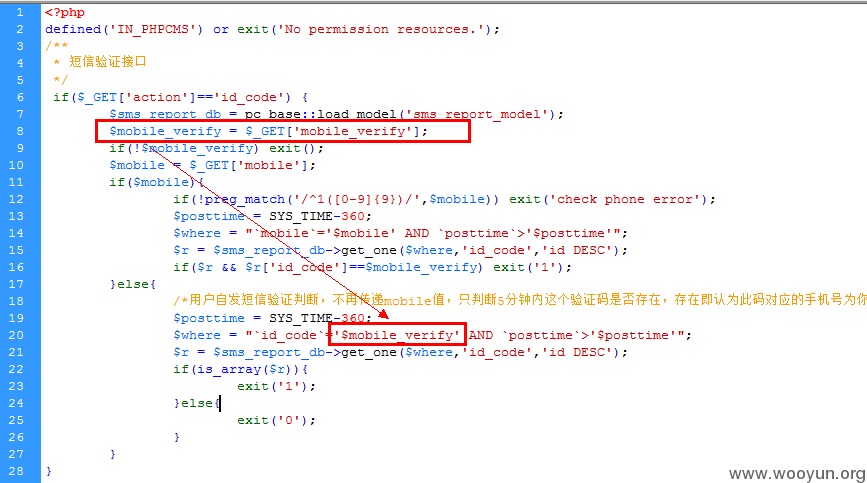 1 <?php
2 defined('IN_PHPCMS') or exit('No permission resources.');
3 /**
4 * 短信验证接口
5 */
6 if($_GET['action']=='id_code') {
7 $sms_report_db = pc_base::load_model('sms_report_model');
8 $mobile_verify = $_GET['mobile_verify'];
9 if(!$mobile_verify) exit();
10 $mobile = $_GET['mobile'];
11 if($mobile){
12 if(!preg_match('/^1([0-9]{9})/',$mobile)) exit('check phone error');
13 $posttime = SYS_TIME-360;
14 $where = "`mobile`='$mobile' AND `posttime`>'$posttime'";
15 $r = $sms_report_db->get_one($where,'id_code','id DESC');
16 if($r && $r['id_code']==$mobile_verify) exit('1');
17 }else{
18 /*用户自发短信验证判断，不再传递mobile值，只判断5分钟内这个验证码是否存在，存在即认为此码对应的手机号为你
19 $posttime = SYS_TIME-360;
20 $where = "`id_code`='$mobile_verify' AND `posttime`>'$posttime'";
21 $r = $sms_report_db->get_one($where,'id_code','id DESC');
22 if(is_array($r)){
23 exit('1');
24 }else{
25 exit('0');
26 }
27 }
28 }
www.wooyun.org